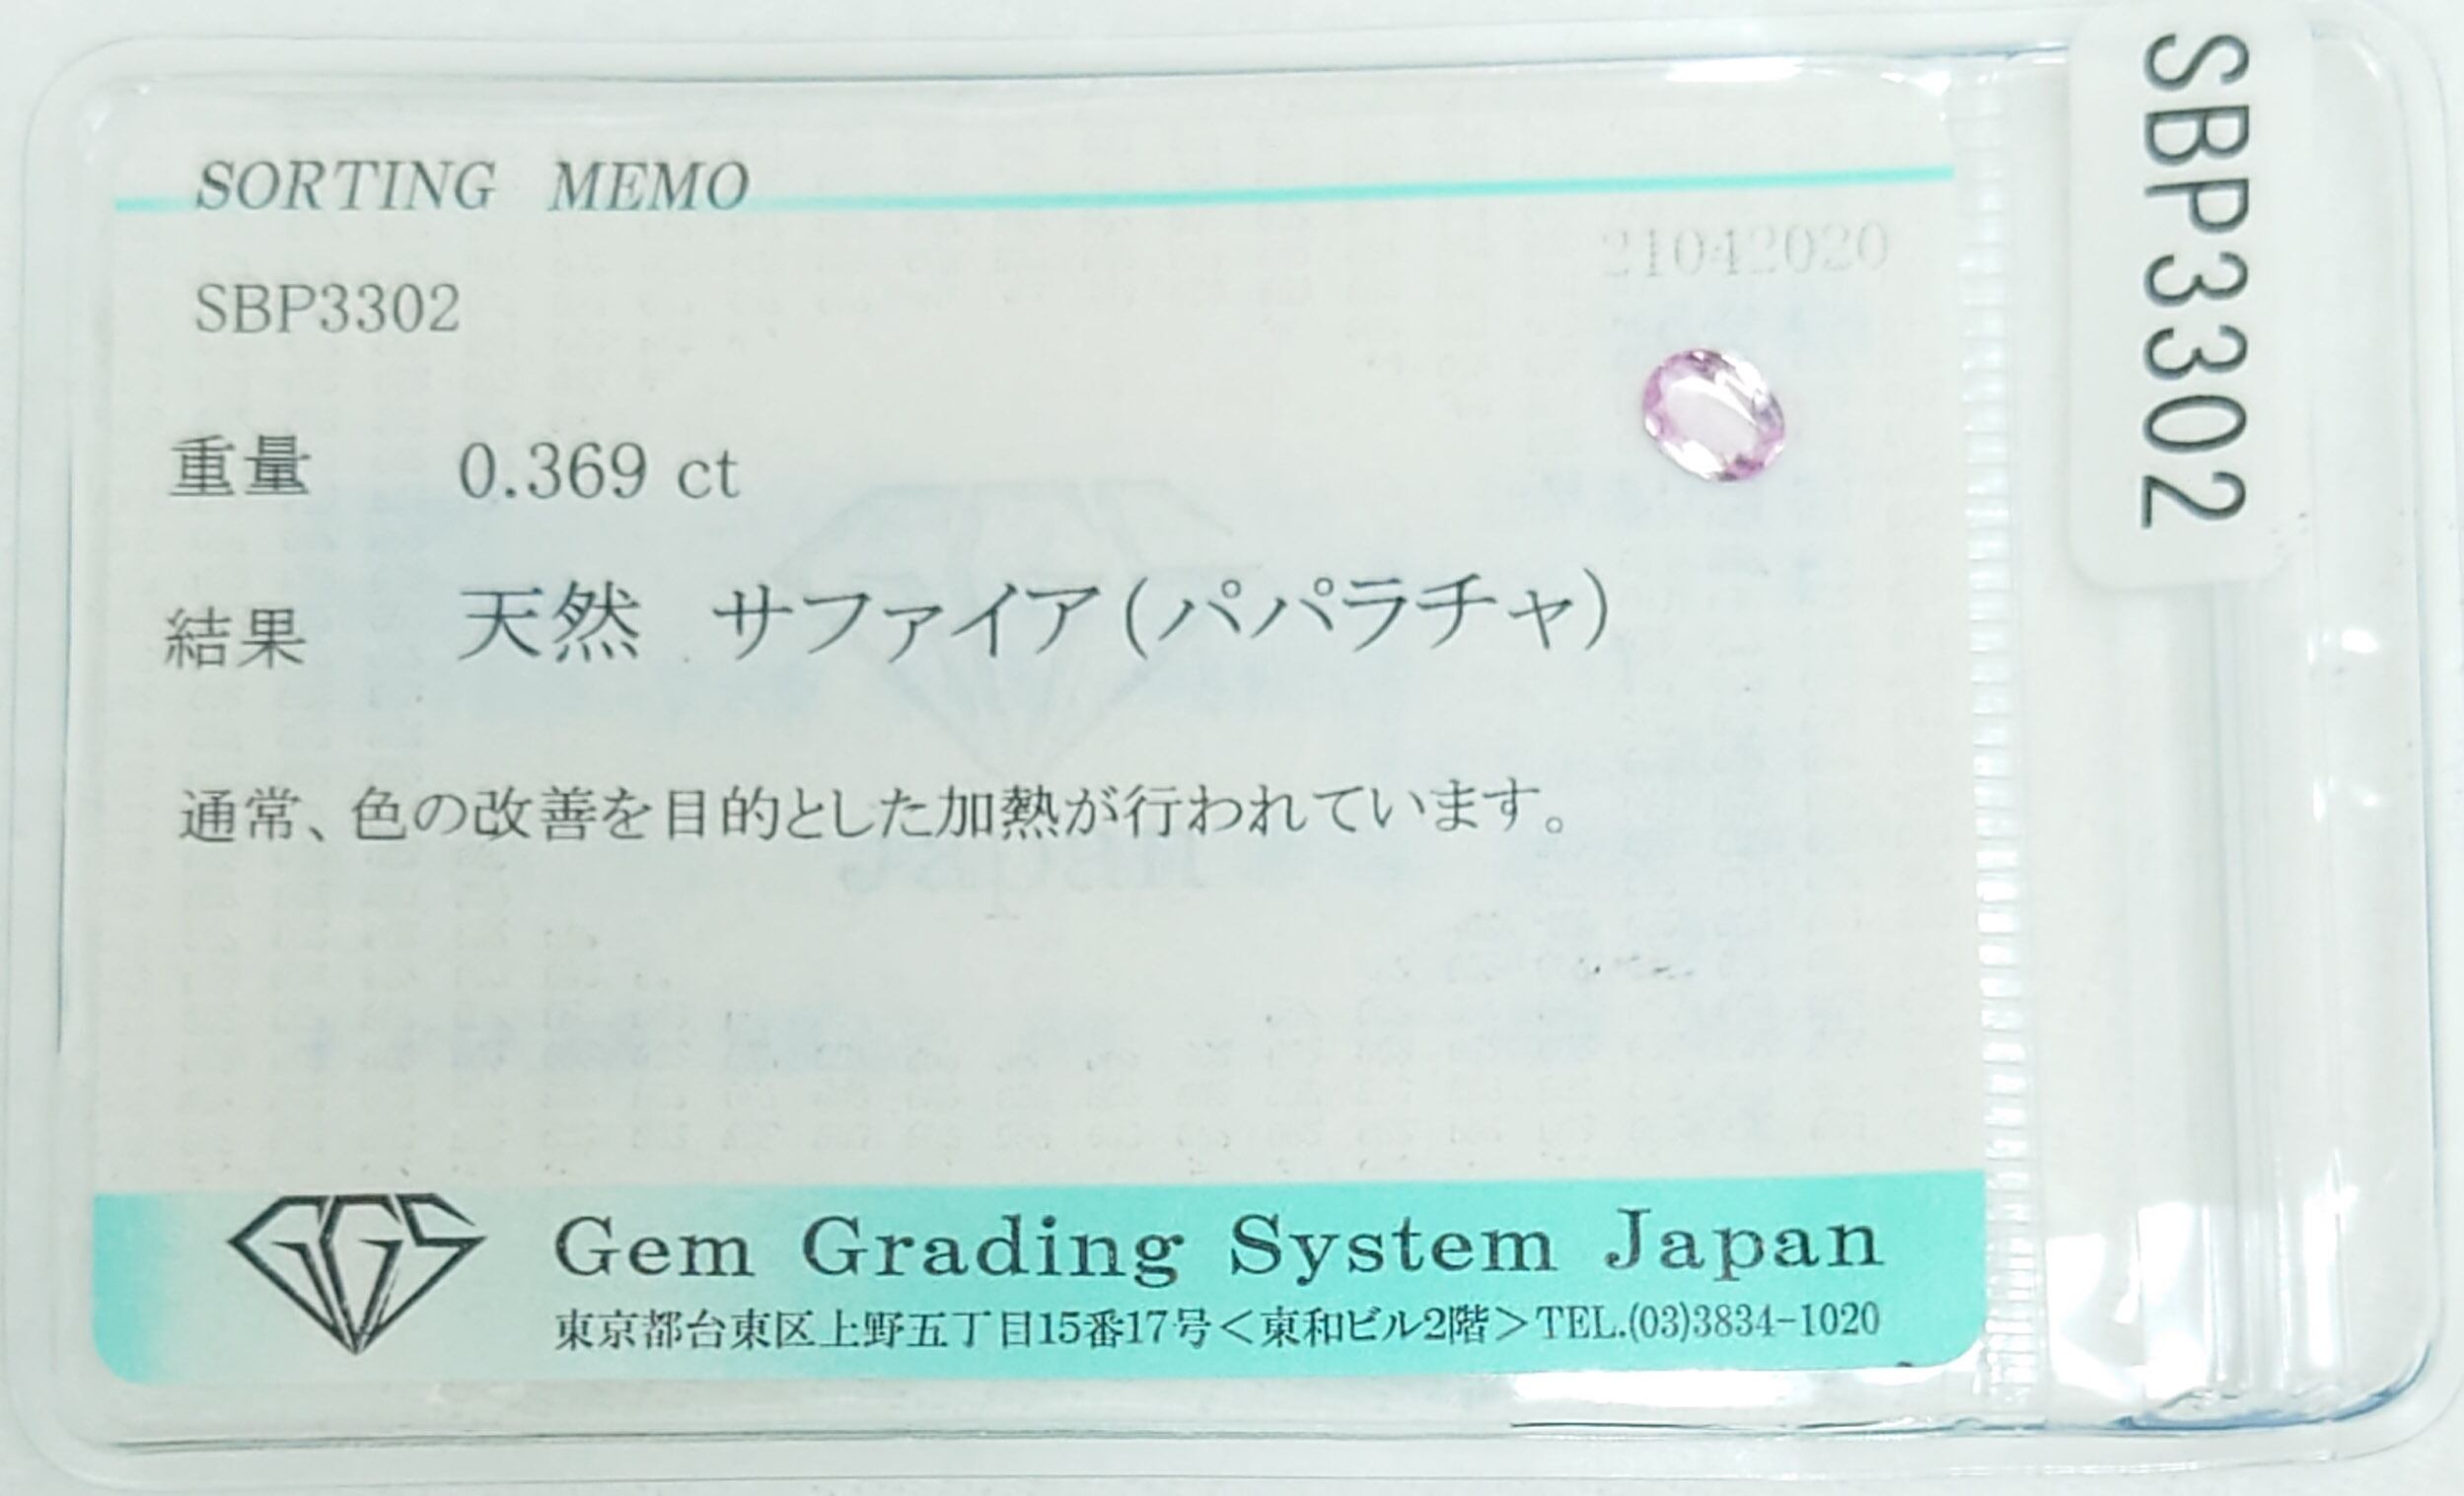 SORTING MEMO
21042020
SBP3302
重量 0.369 ct
結果 天然 サファイア(パパラチャ)
通常、色の改善を目的とした加熱が行われています。
GGS
Gem Grading System Japan
東京都台東区上野五丁目15番17号<東和ビル2階>TEL.(03)3834-1020
SBP3302